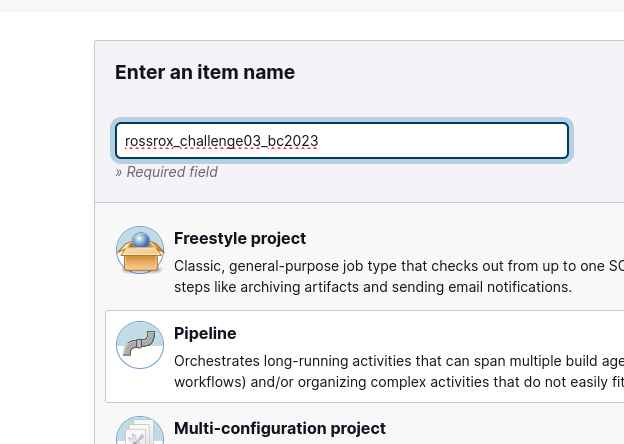 Enter an item name
rossrox_challenge03_bc2023
» Required field
Freestyle project
Classic, general-purpose job type that checks out from up to one SC
steps like archiving artifacts and sending email notifications.
Pipeline
Orchestrates long-running activities that can span multiple build age
workflows) and/or organizing complex activities that do not easily fit
Multi-configuration project